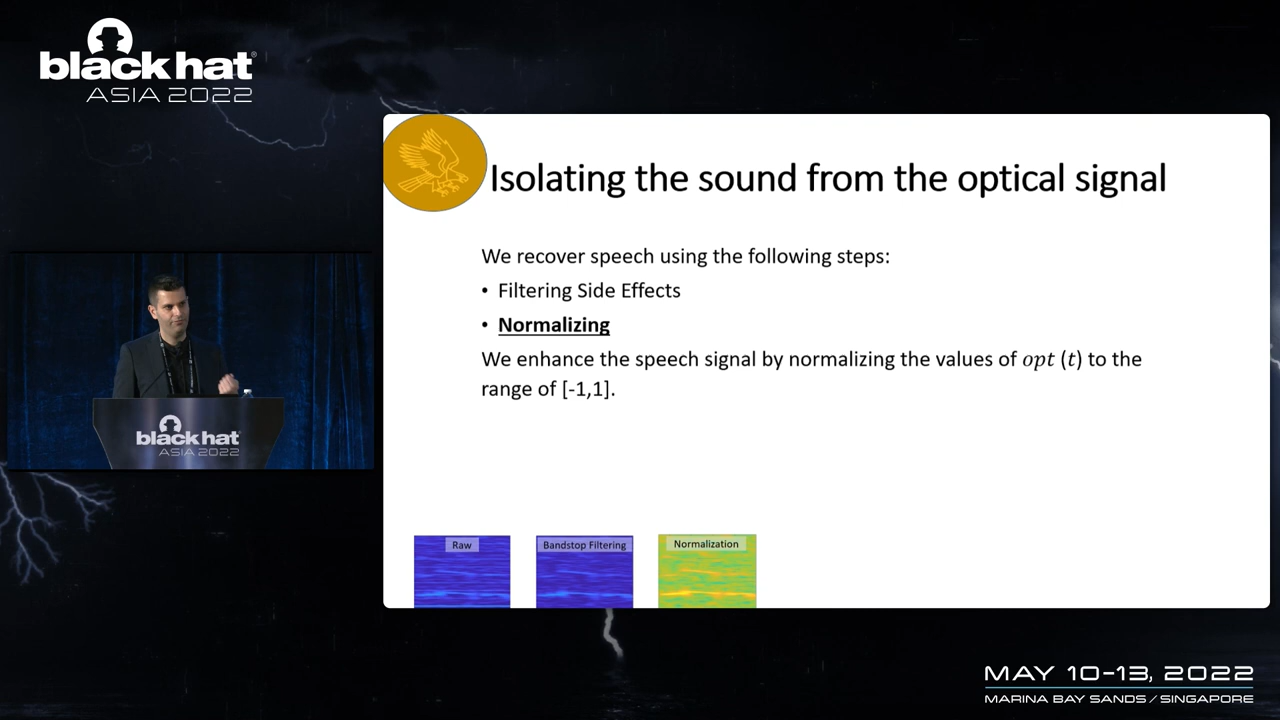 black hat®
ASIA 2022
Isolating the sound from the optical signal
We recover speech using the following steps:
• Filtering Side Effects
• Normalizing
We enhance the speech signal by normalizing the values of opt (t) to the
range of [-1,1].
black hat
ASIA 2022
Raw
Bandstop Filtering
Normalization
MAY 10-13, 2022
MARINA BAY SANDS / SINGAPORE